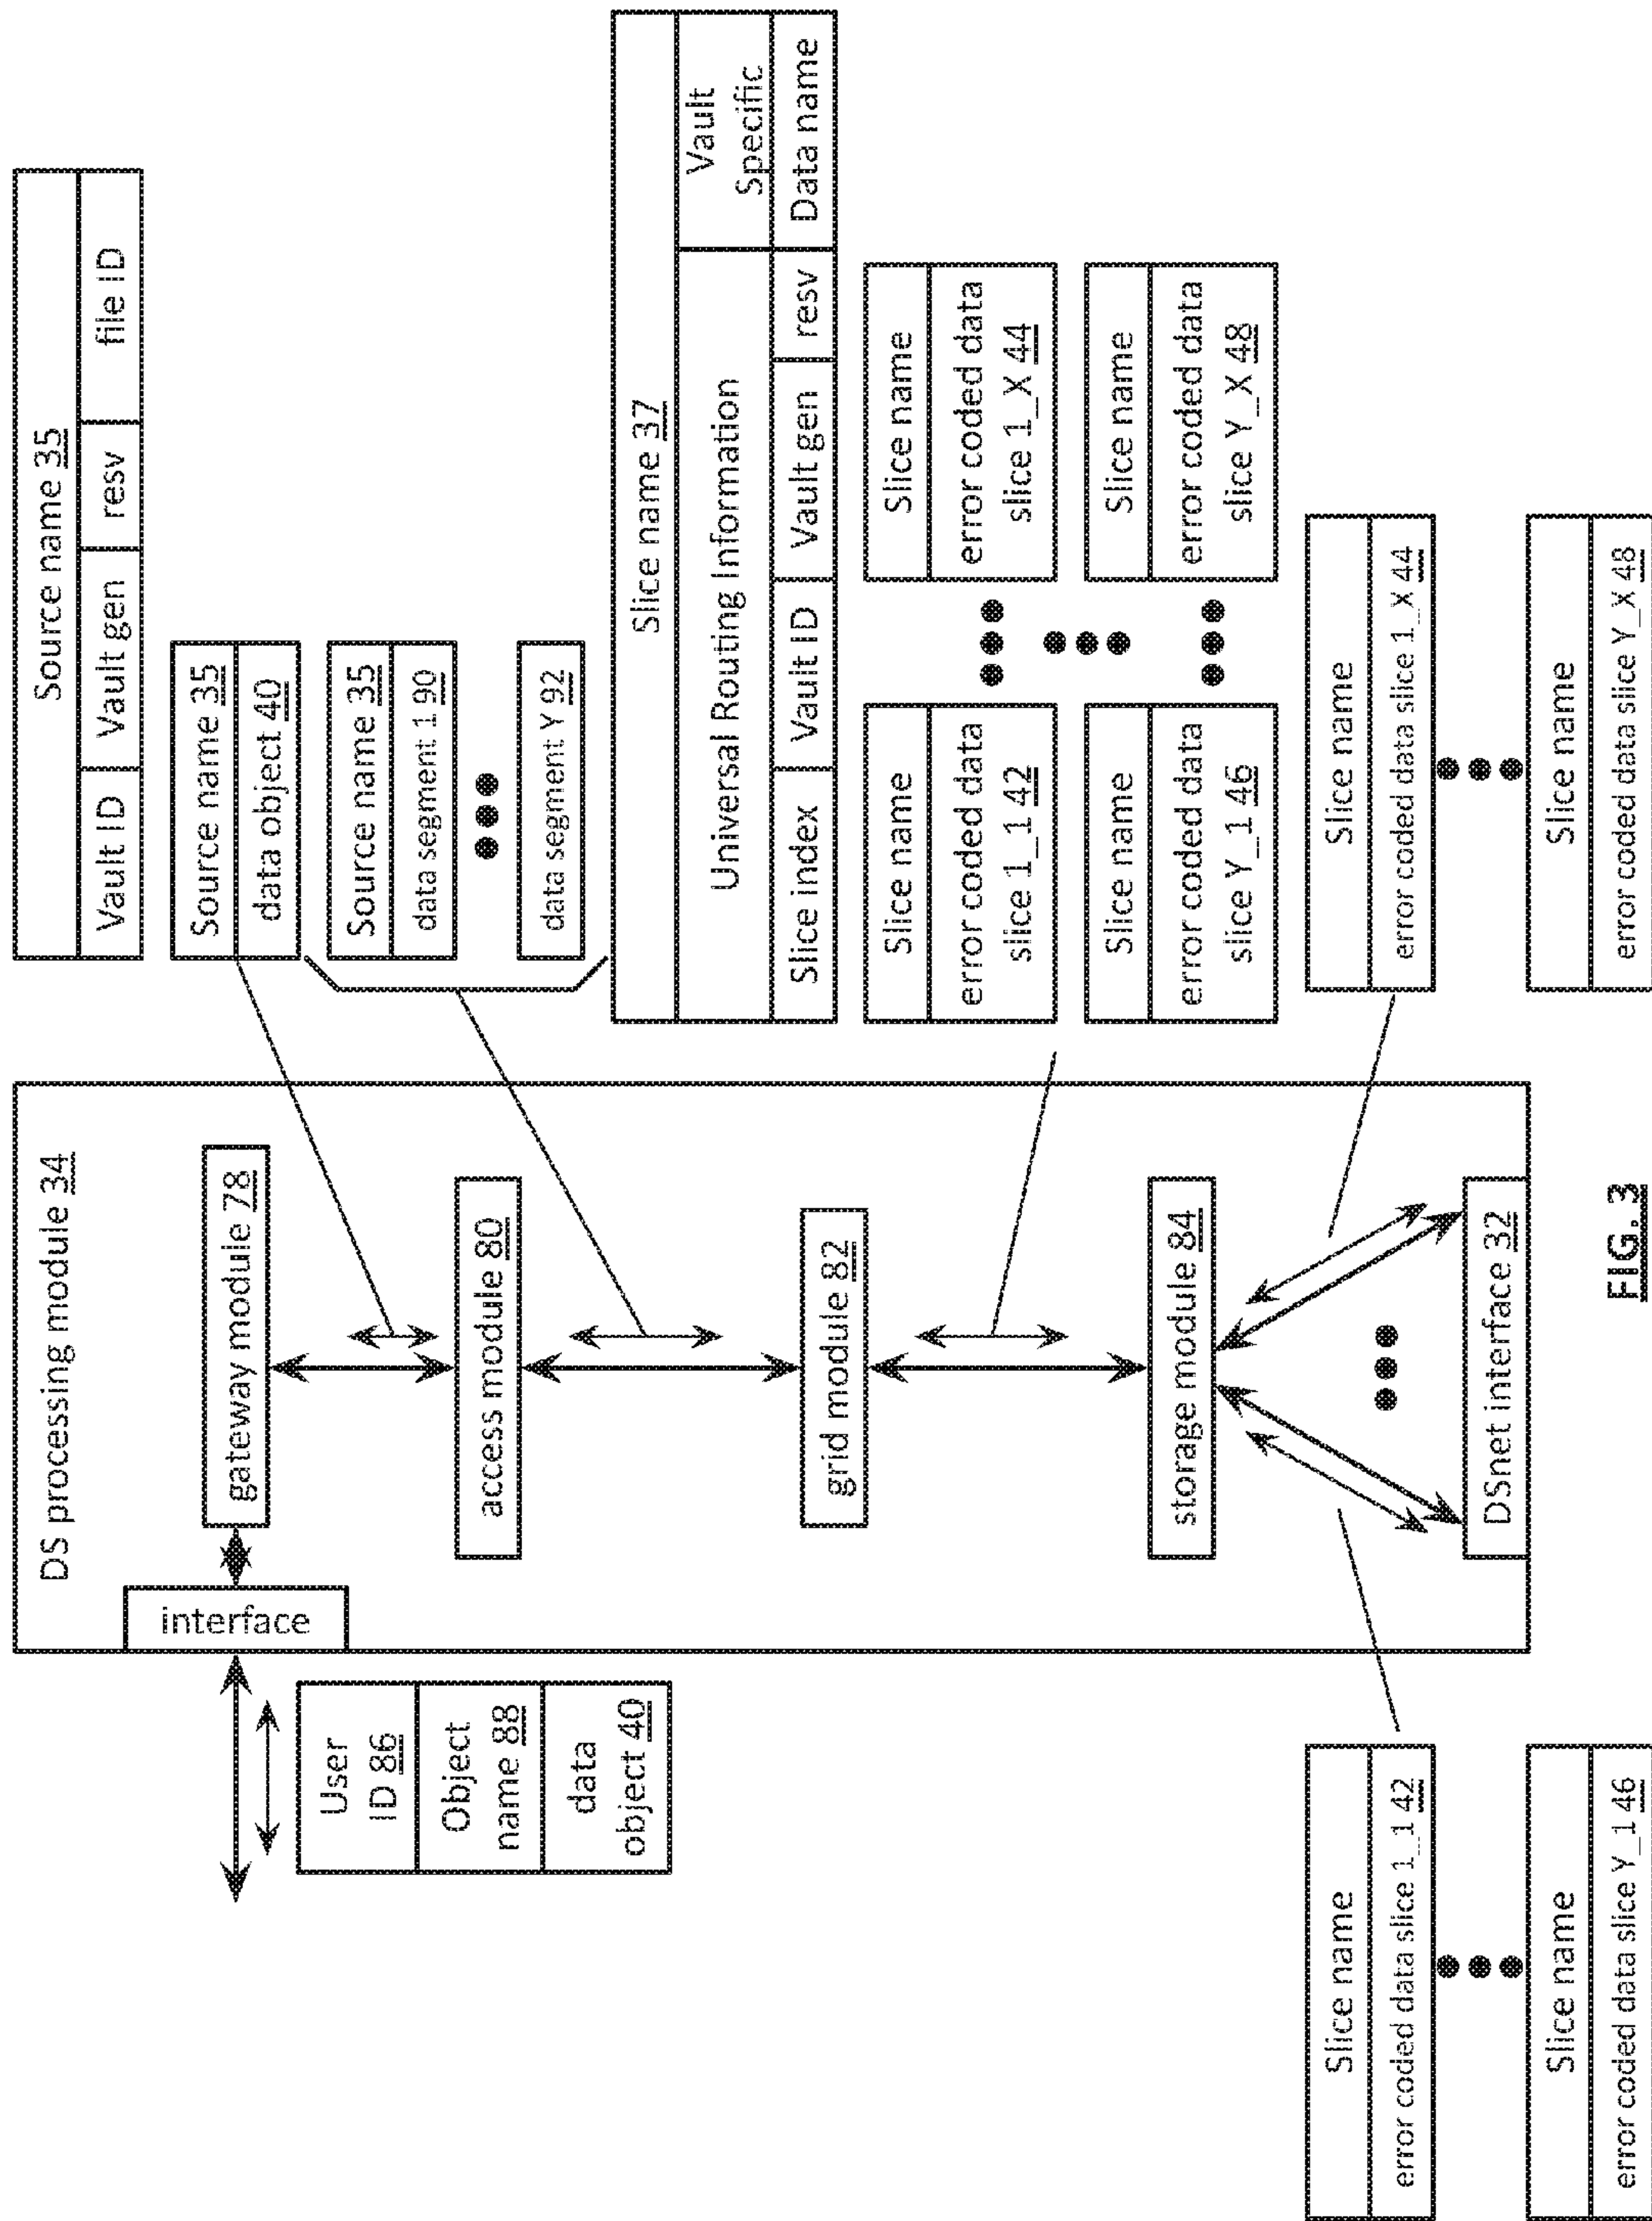 DS processing module 34
interface
gateway module 78
access module 80
grid module 82
storage module 84
DSnet interface 32
User
ID 86
Object
name 88
data
object 40
Source name 35
Vault ID
Vault gen
resv
file ID
Source name 35
data object 40
Source name 35
data segment 1 90
data segment Y 92
Slice name 37
Universal Routing Information
Vault
Specific
Slice index
Vault ID
Vault gen
resv
Data name
Slice name
error coded data
slice 1_1 42
Slice name
error coded data
slice 1_X 44
Slice name
error coded data
slice Y_1 46
Slice name
error coded data
slice Y_X 48
Slice name
error coded data slice 1_1 42
Slice name
error coded data slice Y_1 46
Slice name
error coded data slice 1_X 44
Slice name
error coded data slice Y_X 48
FIG. 3